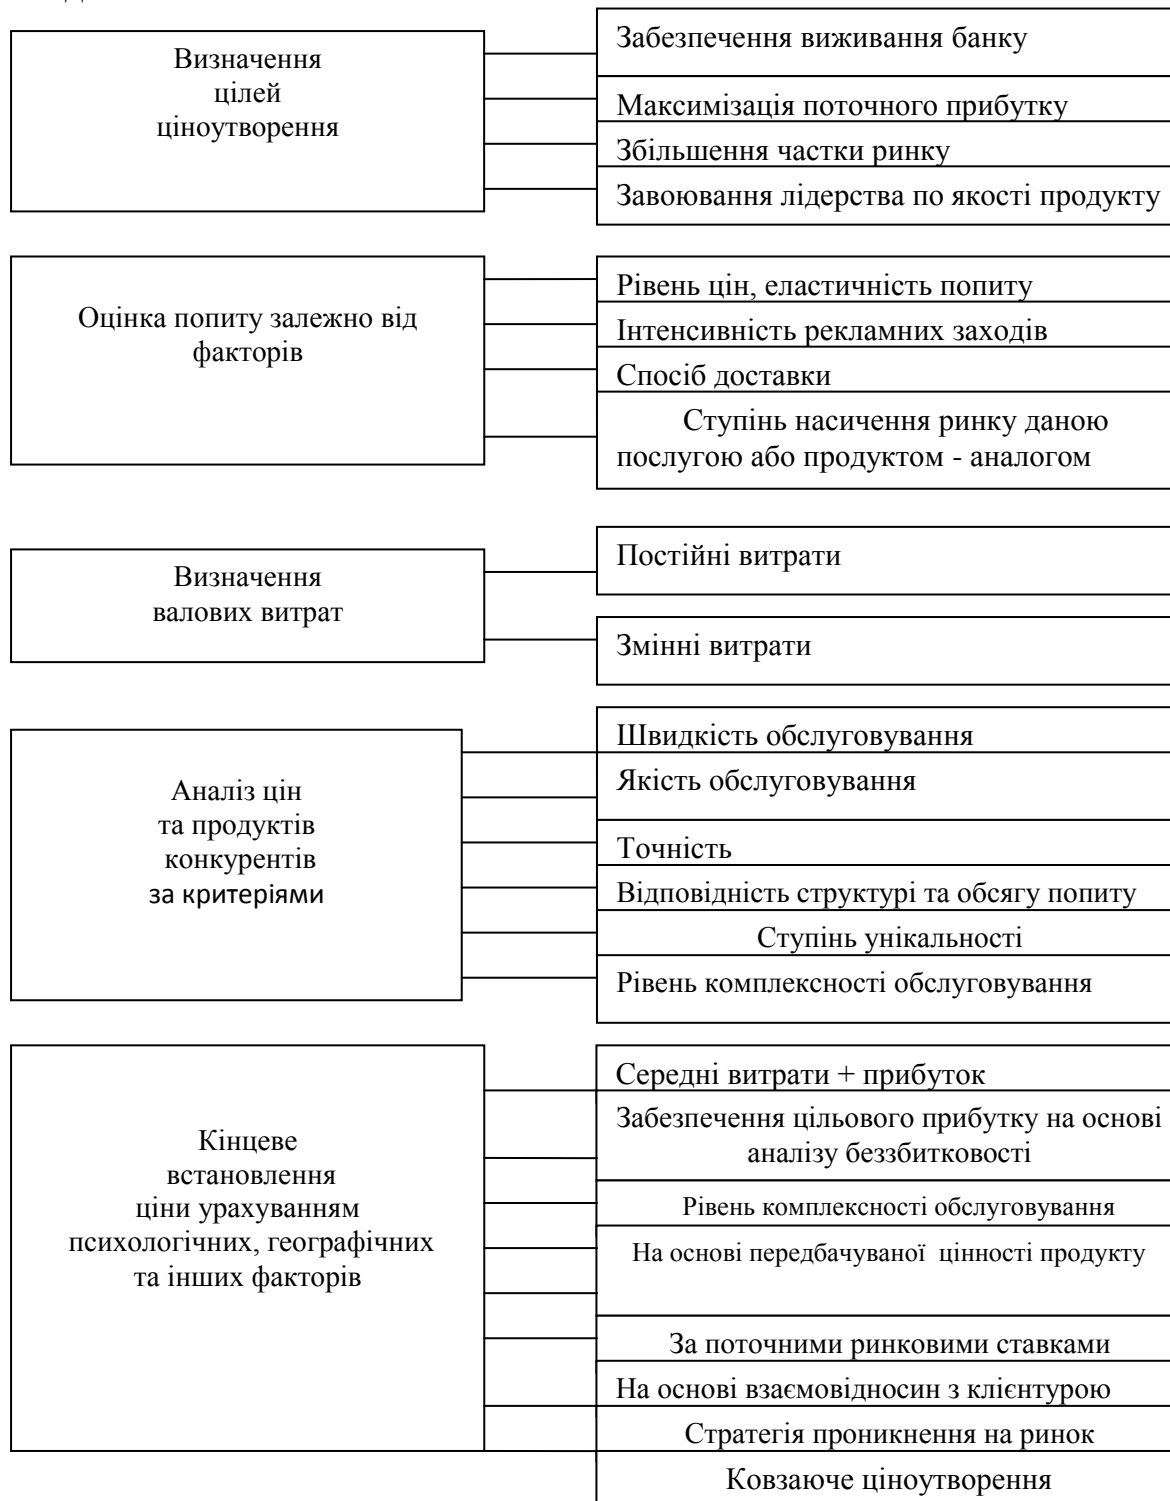 Визначення
цілей
ціноутворення
Забезпечення виживання банку
Максимізація поточного прибутку
Збільшення частки ринку
Завоювання лідерства по якості продукту
Оцінка попиту залежно від
факторів
Рівень цін, еластичність попиту
Інтенсивність рекламних заходів
Спосіб доставки
Ступінь насичення ринку даною
послугою або продуктом - аналогом
Визначення
валових витрат
Постійні витрати
Змінні витрати
Аналіз цін
та продуктів
конкурентів
за критеріями
Швидкість обслуговування
Якість обслуговування
Точність
Відповідність структурі та обсягу попиту
Ступінь унікальності
Рівень комплексності обслуговування
Кінцеве
встановлення
ціни урахуванням
психологічних, географічних
та інших факторів
Середні витрати + прибуток
Забезпечення цільового прибутку на основі
аналізу беззбитковості
Рівень комплексності обслуговування
На основі передбачуваної цінності продукту
За поточними ринковими ставками
На основі взаємовідносин з клієнтурою
Стратегія проникнення на ринок
Ковзаюче ціноутворення